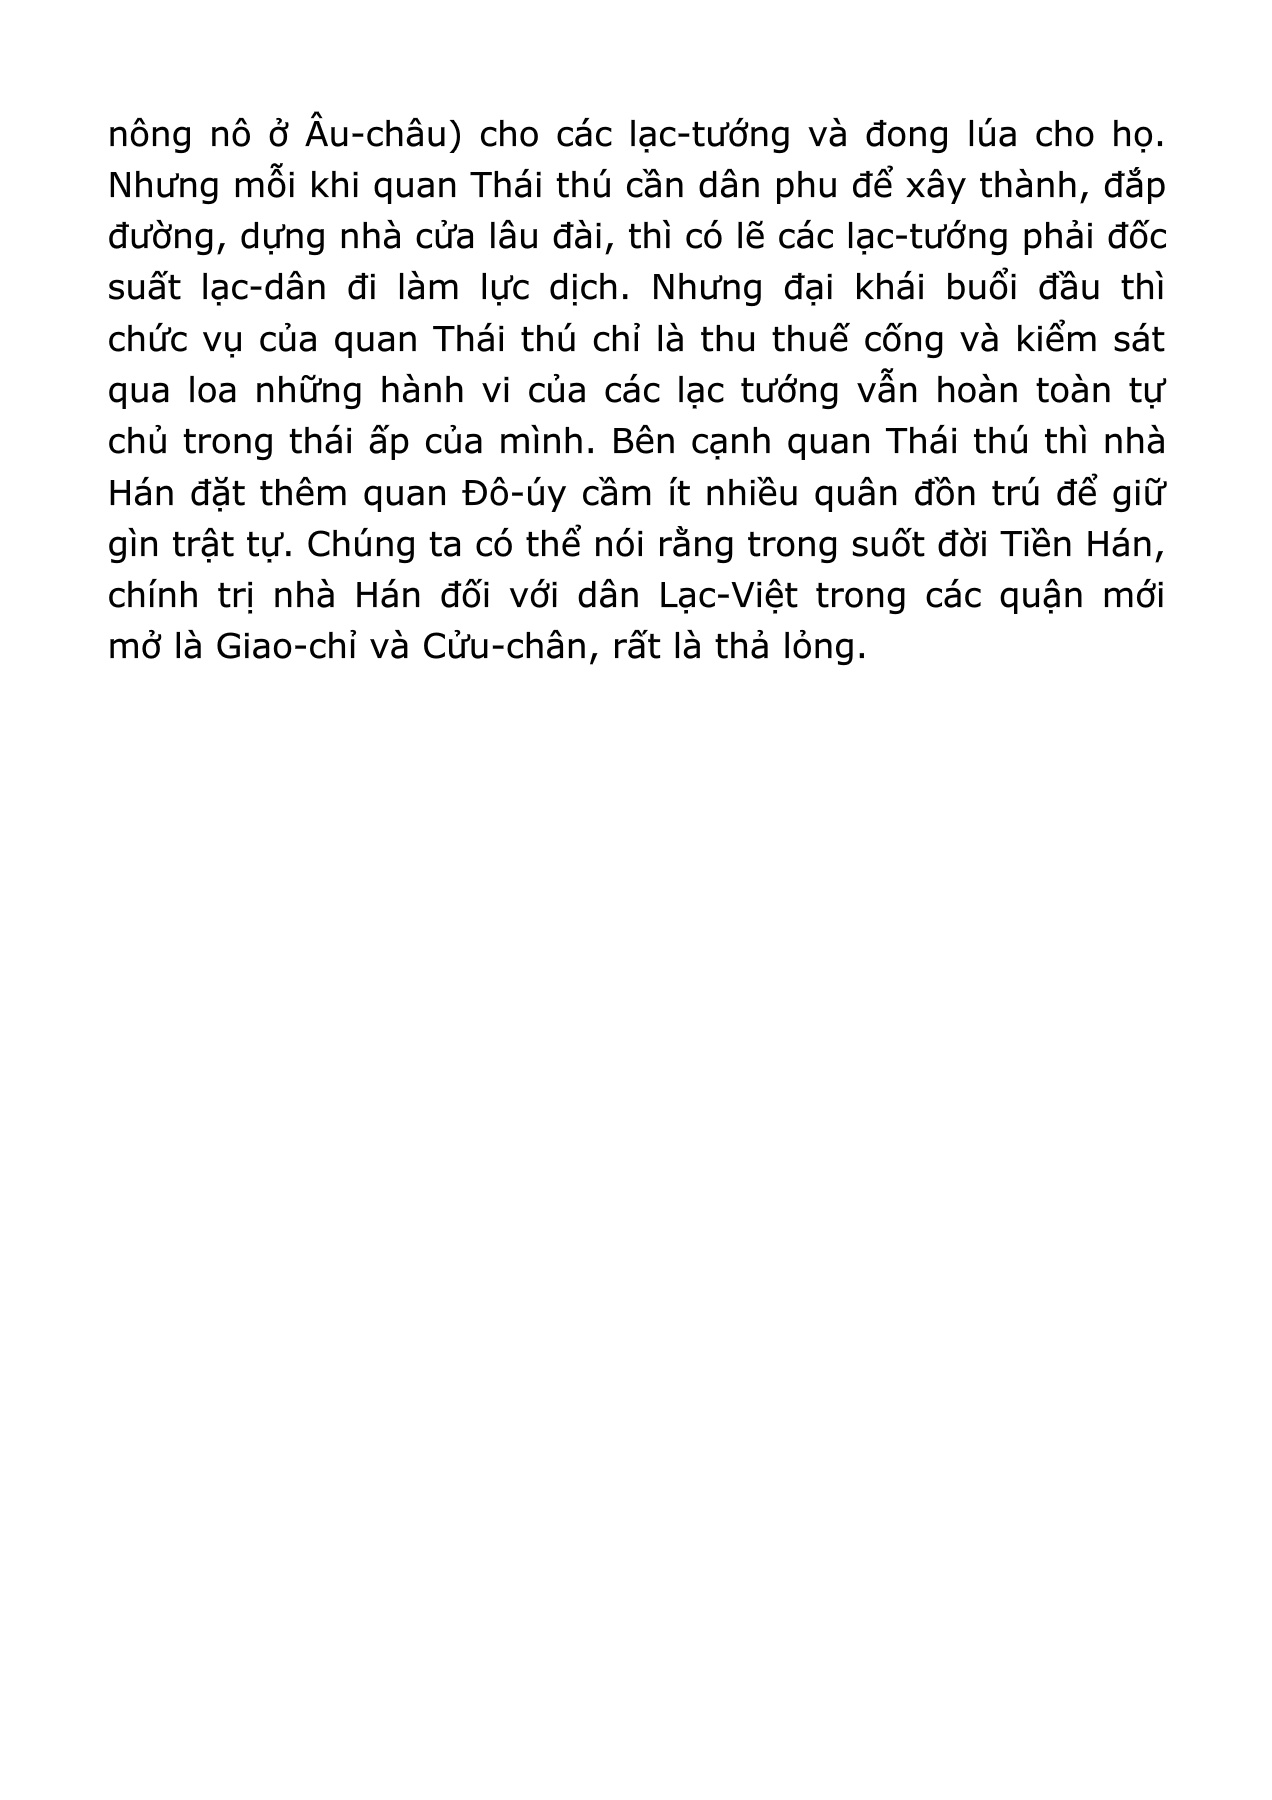 nông nô ở Âu-châu) cho các lạc-tướng và đong lúa cho họ.
Nhưng mỗi khi quan Thái thú cần dân phu để xây thành, đắp
đường, dựng nhà cửa lâu đài, thì có lẽ các lạc-tướng phải đốc
suất lạc-dân đi làm lực dịch. Nhưng đại khái buổi đầu thì
chức vụ của quan Thái thú chỉ là thu thuế cống và kiểm sát
qua loa những hành vi của các lạc tướng vẫn hoàn toàn tự
chủ trong thái ấp của mình. Bên cạnh quan Thái thú thì nhà
Hán đặt thêm quan Đô-úy cầm ít nhiều quân đồn trú để giữ
gìn trật tự. Chúng ta có thể nói rằng trong suốt đời Tiền Hán,
chính trị nhà Hán đối với dân Lạc-Việt trong các quận mới
mở là Giao-chỉ và Cửu-chân, rất là thả lỏng.